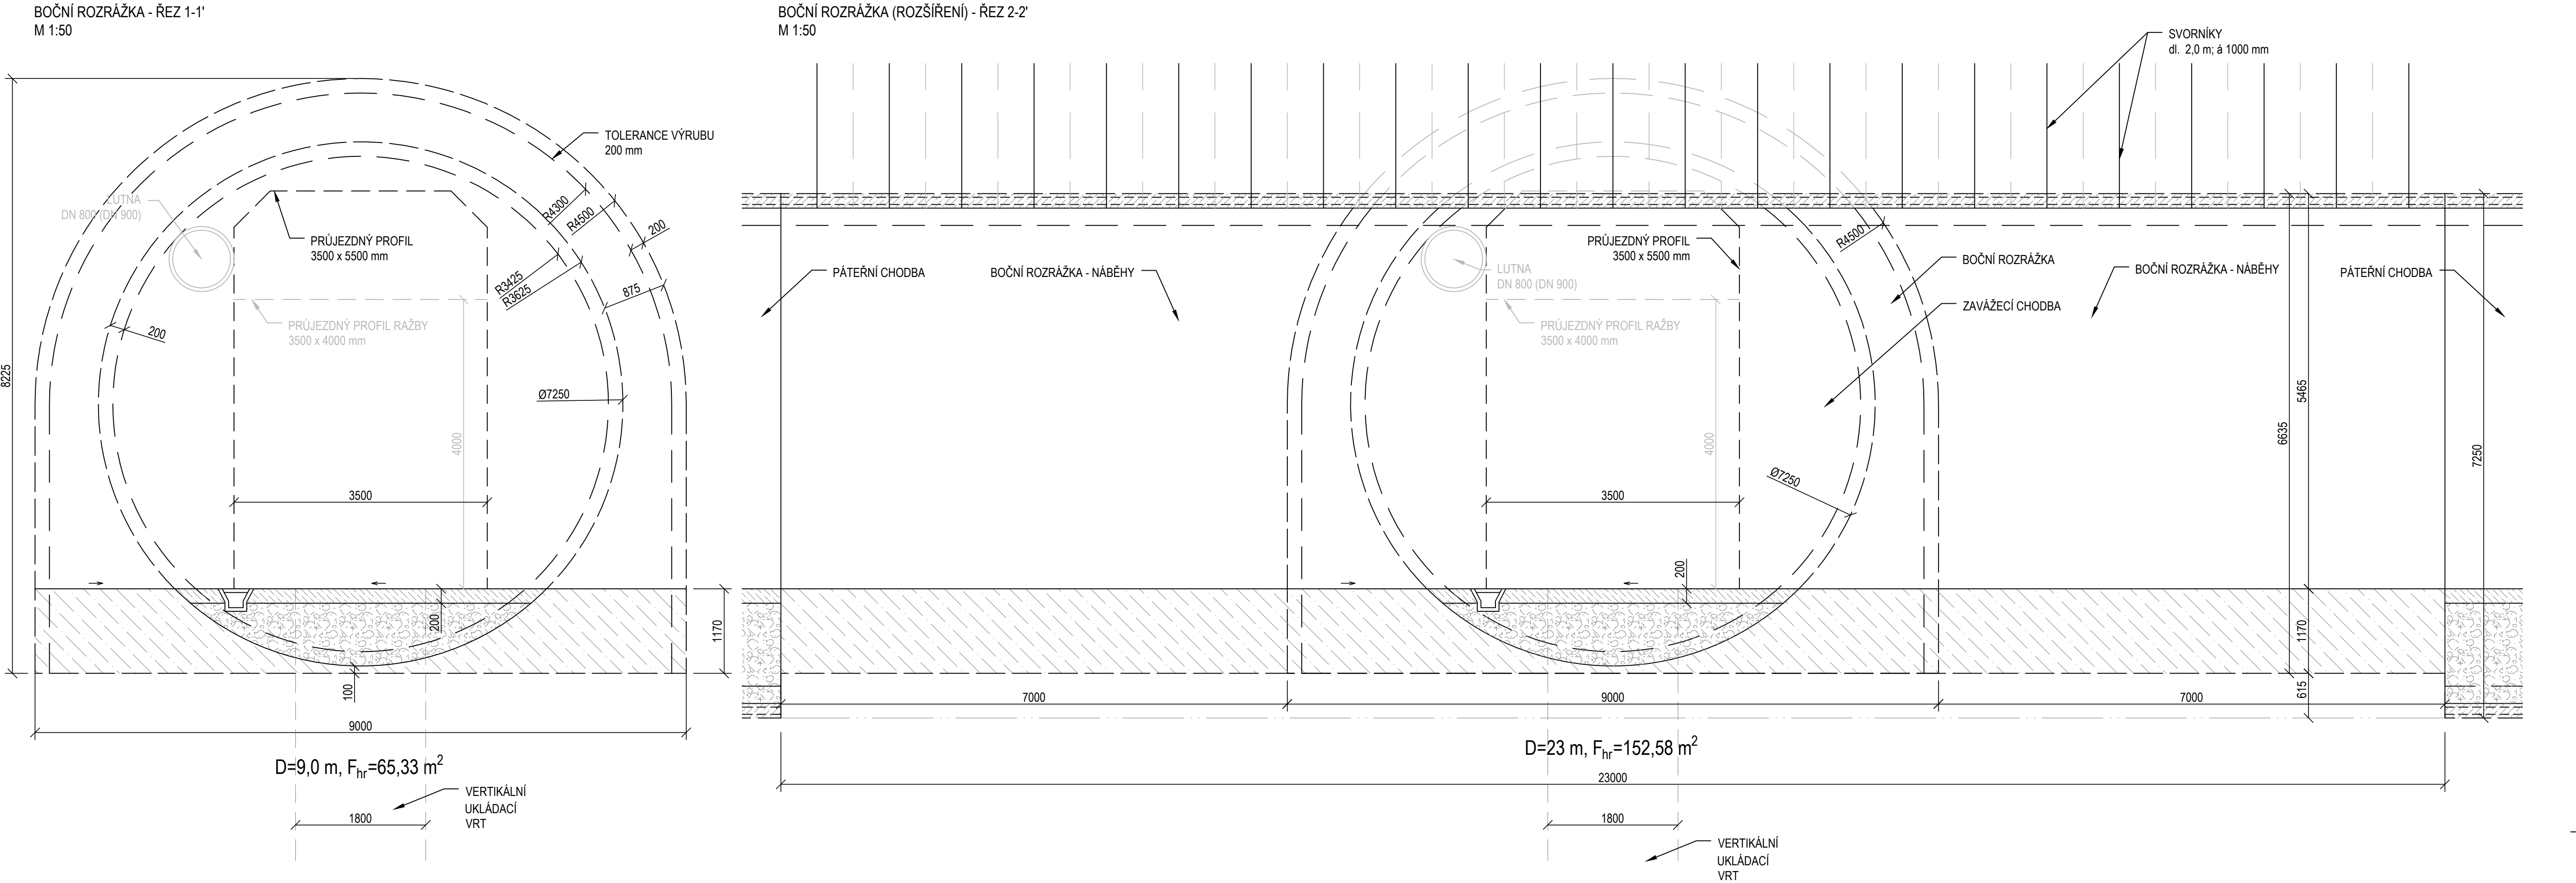 BOČNÍ ROZRÁŽKA - ŘEZ 1-1'
M 1:50
8225
TOLERANCE VÝRUBU
200 mm
LUTNA
DN 800 (DN 900)
PRŮJEZDNÝ PROFIL
3500 x 5500 mm
R4300
R4500
200
R3425
R3625
875
200
PRŮJEZDNÝ PROFIL RAŽBY
3500 x 4000 mm
Ø7250
4000
3500
200
1170
100
9000
D=9,0 m, Fhr=65,33 m2
VERTIKÁLNÍ
UKLÁDACÍ
VRT
1800
BOČNÍ ROZRÁŽKA (ROZŠÍŘENÍ) - ŘEZ 2-2'
M 1:50
SVORNÍKY
dl. 2,0 m; á 1000 mm
PÁTEŘNÍ CHODBA
BOČNÍ ROZRÁŽKA - NÁBĚHY
LUTNA
DN 800 (DN 900)
PRŮJEZDNÝ PROFIL
3500 x 5500 mm
R4500
BOČNÍ ROZRÁŽKA
ZAVÁŽECÍ CHODBA
BOČNÍ ROZRÁŽKA - NÁBĚHY
PÁTEŘNÍ CHODBA
PRŮJEZDNÝ PROFIL RAŽBY
3500 x 4000 mm
4000
Ø7250
3500
200
5465
6635
7250
1170
615
7000
9000
7000
D=23 m, Fhr=152,58 m2
23000
1800
VERTIKÁLNÍ
UKLÁDACÍ
VRT